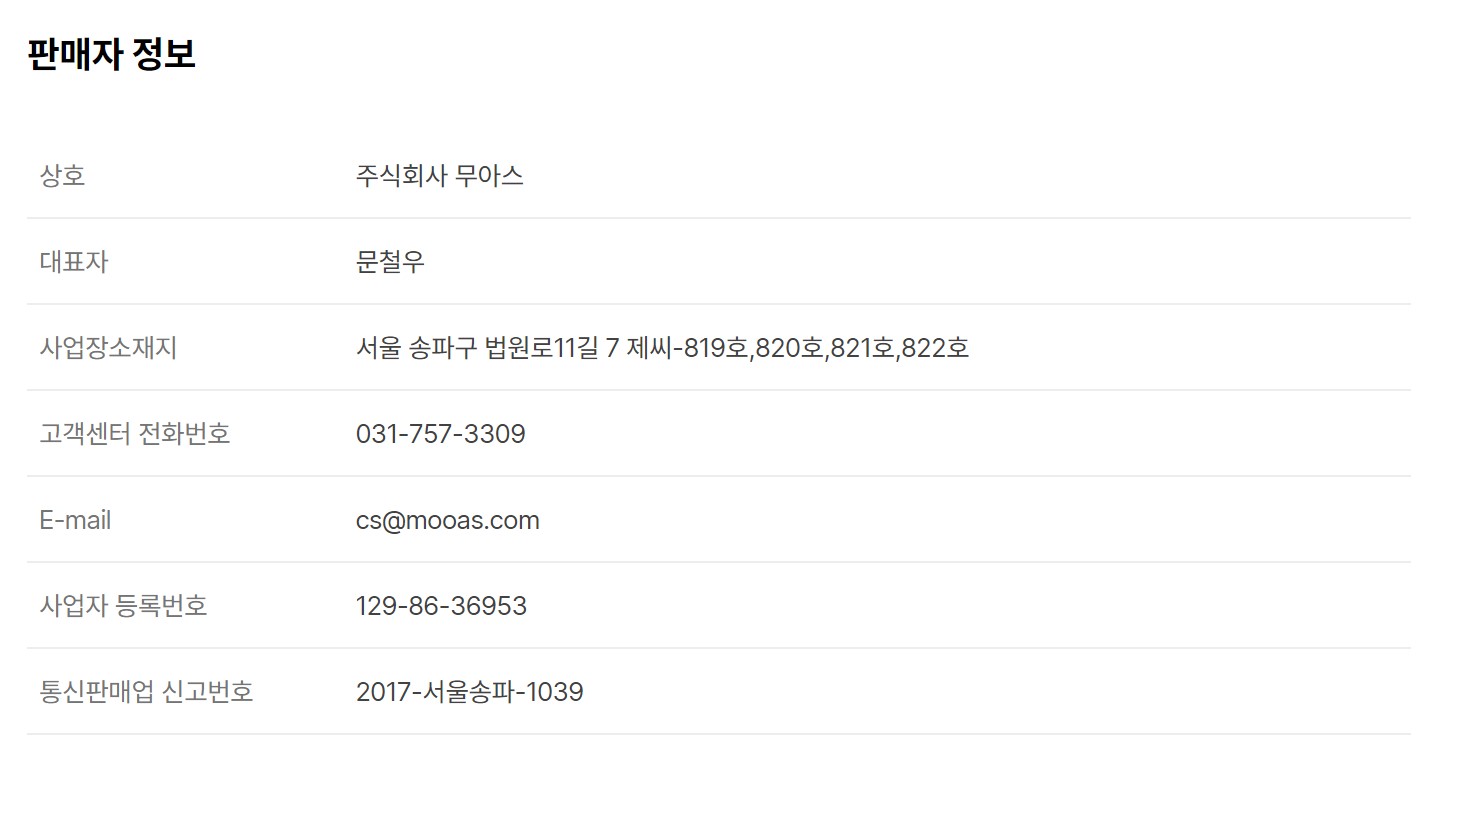 판매자 정보
상호 주식회사 무아스
대표자 문철우
사업장소재지 서울 송파구 법원로11길 7 제씨-819호,820호,821호,822호
고객센터 전화번호 031-757-3309
E-mail cs@mooas.com
사업자 등록번호 129-86-36953
통신판매업 신고번호 2017-서울송파-1039